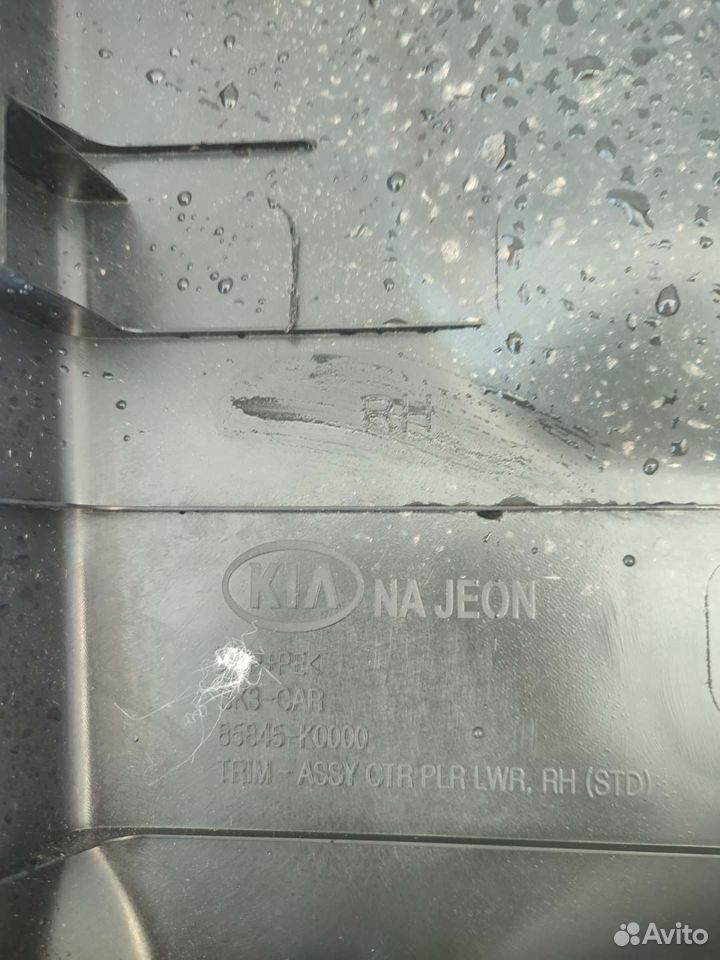 RH
KIA NA JEON
+PE<
K3-CAR
85845-K0000
TRIM - ASSY CTR PLR LWR, RH (STD)
Avito